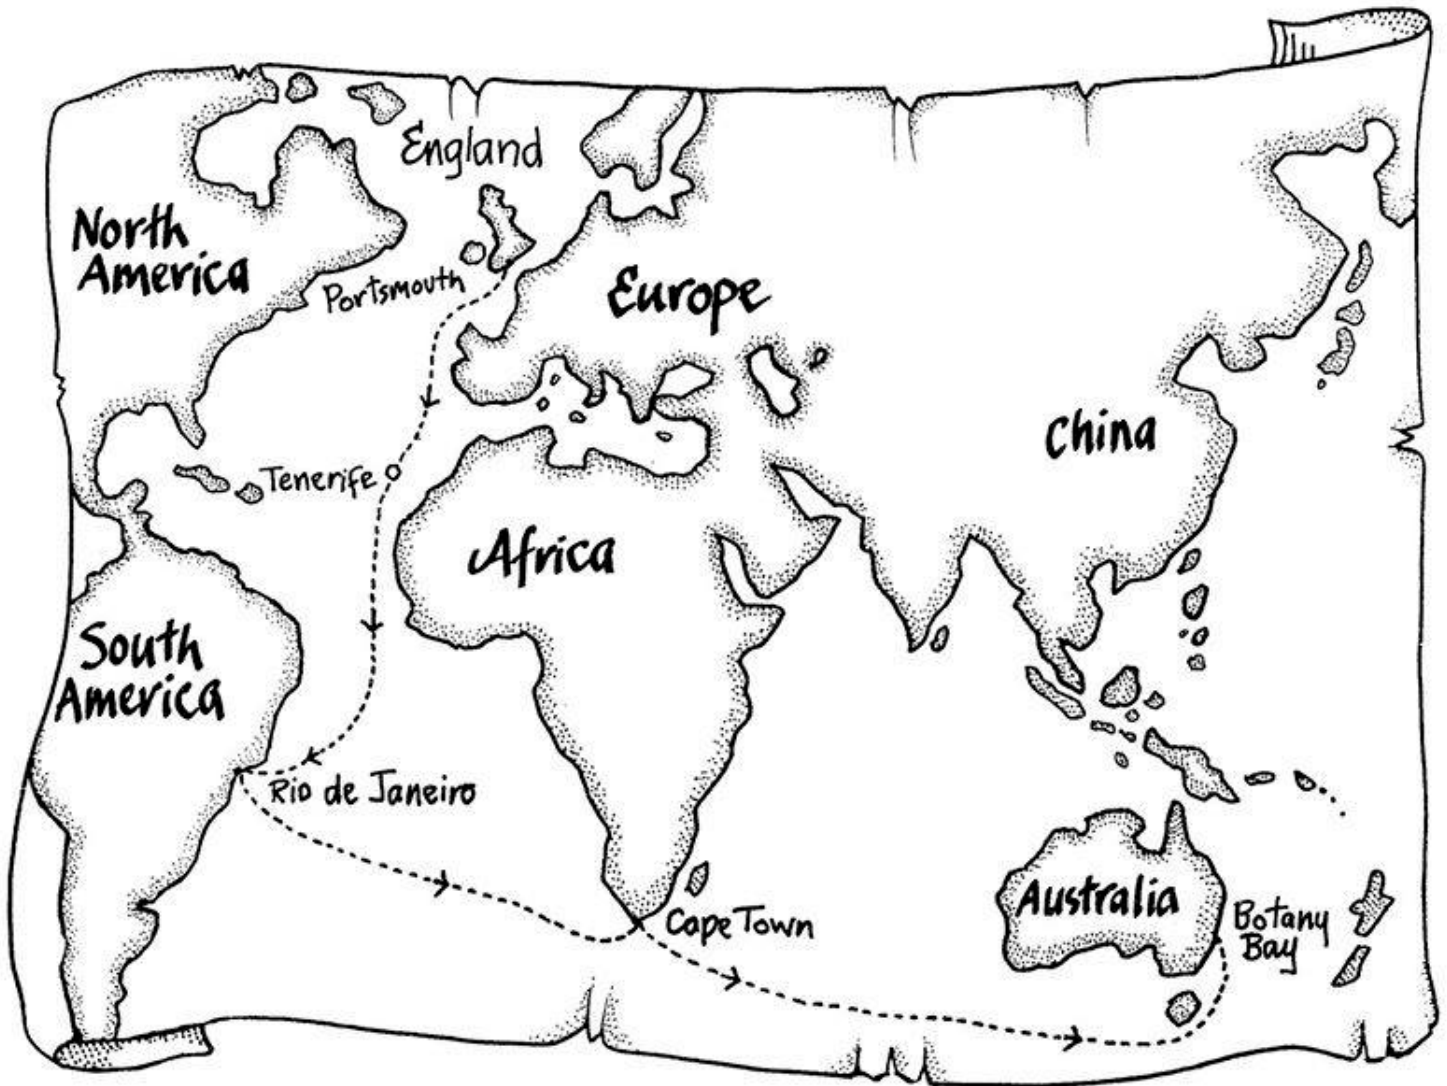 England
North
America
Portsmouth
Europe
China
Tenerife
Africa
South
America
Rio de Janeiro
Australia
Cape Town
Botany
Bay